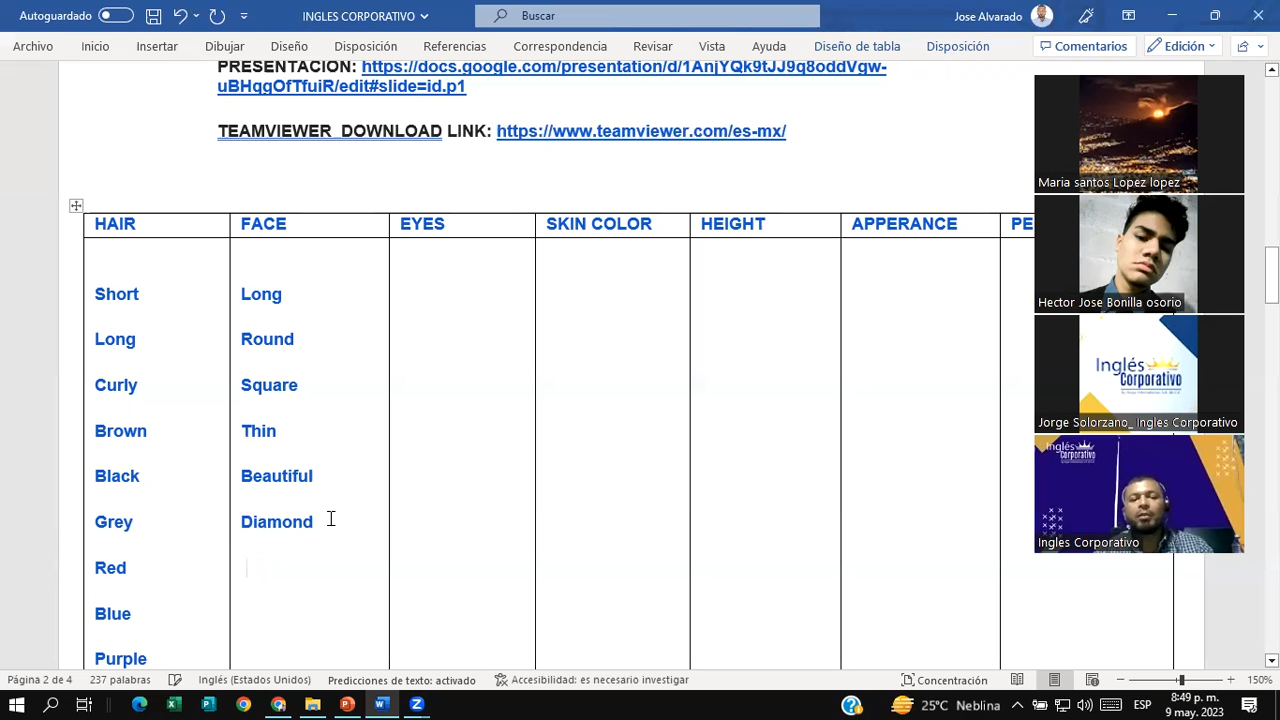 Autoguardado
INGLES CORPORATIVO
Buscar
Jose Alvarado
Archivo
Inicio
Insertar
Dibujar
Diseño
Disposición
Referencias
Correspondencia
Revisar
Vista
Ayuda
Diseño de tabla
Disposición
Comentarios
Edición
PRESENTACION: https://docs.google.com/presentation/d/1AnjYQk9tJJ9q8oddVgw-
uBHqgOfTfuiR/edit#slide=id.p1
TEAMVIEWER DOWNLOAD LINK: https://www.teamviewer.com/es-mx/
HAIR FACE EYES SKIN COLOR HEIGHT APPERANCE PE
Short Long
Long Round
Curly Square
Brown Thin
Black Beautiful
Grey Diamond
Red
Blue
Purple
Maria santos Lopez lopez
Hector Jose Bonilla osorio
Inglés
Corporativo
Jorge Solorzano_ Ingles Corporativo
Inglés
Corporativo
Ingles Corporativo
Página 2 de 4
237 palabras
Inglés (Estados Unidos)
Predicciones de texto: activado
Accesibilidad: es necesario investigar
Concentración
150%
25°C Neblina
ESP
8:49 p. m.
9 may. 2023